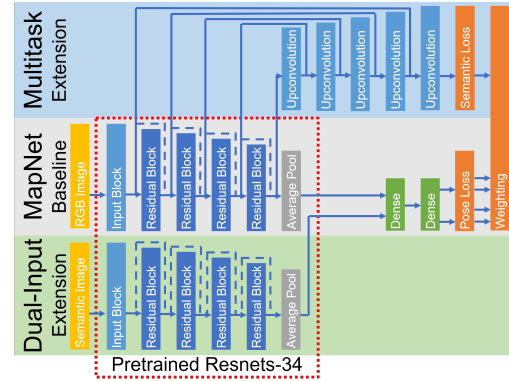 Multitask
Extension
Upconvolution
Upconvolution
Upconvolution
Upconvolution
Upconvolution
Semantic Loss
MapNet
Baseline
RGB Image
Input Block
Residual Block
Residual Block
Residual Block
Residual Block
Average Pool
Dense
Dense
Pose Loss
Weighting
Dual-Input
Extension
Semantic Image
Input Block
Residual Block
Residual Block
Residual Block
Residual Block
Average Pool
Pretrained Resnets-34